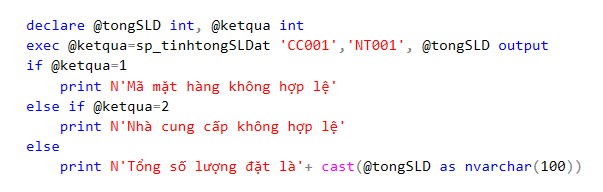 declare @tongSLD int, @ketqua int
exec @ketqua=sp_tinhtongSLDat 'CC001','NT001', @tongSLD output
if @ketqua=1
    print N'Mã mặt hàng không hợp lệ'
else if @ketqua=2
    print N'Nhà cung cấp không hợp lệ'
else
    print N'Tổng số lượng đặt là'+ cast(@tongSLD as nvarchar(100))